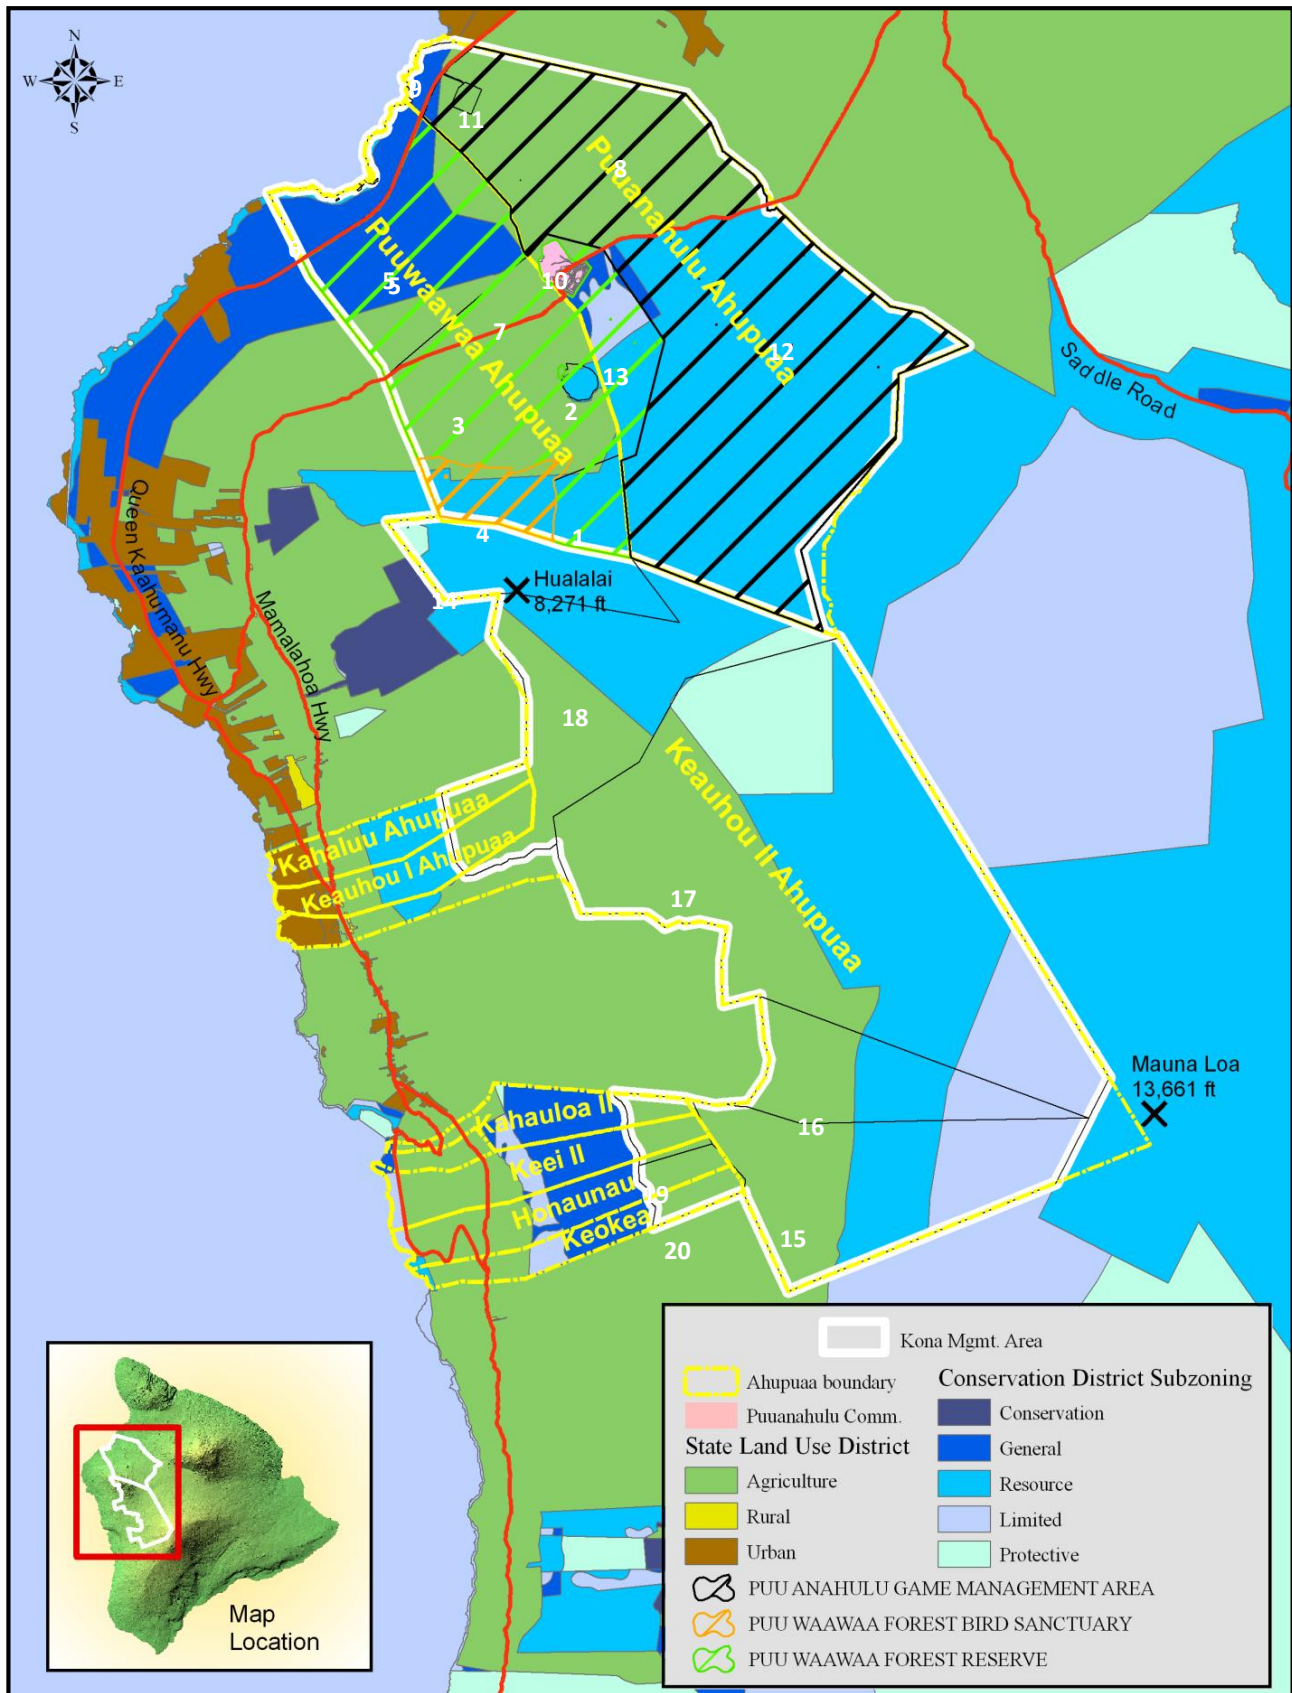 N
W E
S
9
11
8
Puuanahulu Ahupuaa
Puuwaawaa Ahupuaa
5
5
10
7
12
13
2
3
Saddle Road
4
1
Hualalai
8,271 ft
14
Queen Kaahumanu Hwy
Mamalahoa Hwy
18
Keauhou II Ahupuaa
Kahaluu Ahupuaa
Keauhou I Ahupuaa
17
Mauna Loa
13,661 ft
Kahauloa II
16
Keei II
Honaunau
19
Keokea
20
15
Kona Mgmt. Area
Ahupuaa boundary
Puuanahulu Comm.
State Land Use District
Agriculture
Rural
Urban
Conservation District Subzoning
Conservation
General
Resource
Limited
Protective
PUU ANAHULU GAME MANAGEMENT AREA
PUU WAAWAA FOREST BIRD SANCTUARY
PUU WAAWAA FOREST RESERVE
Map
Location